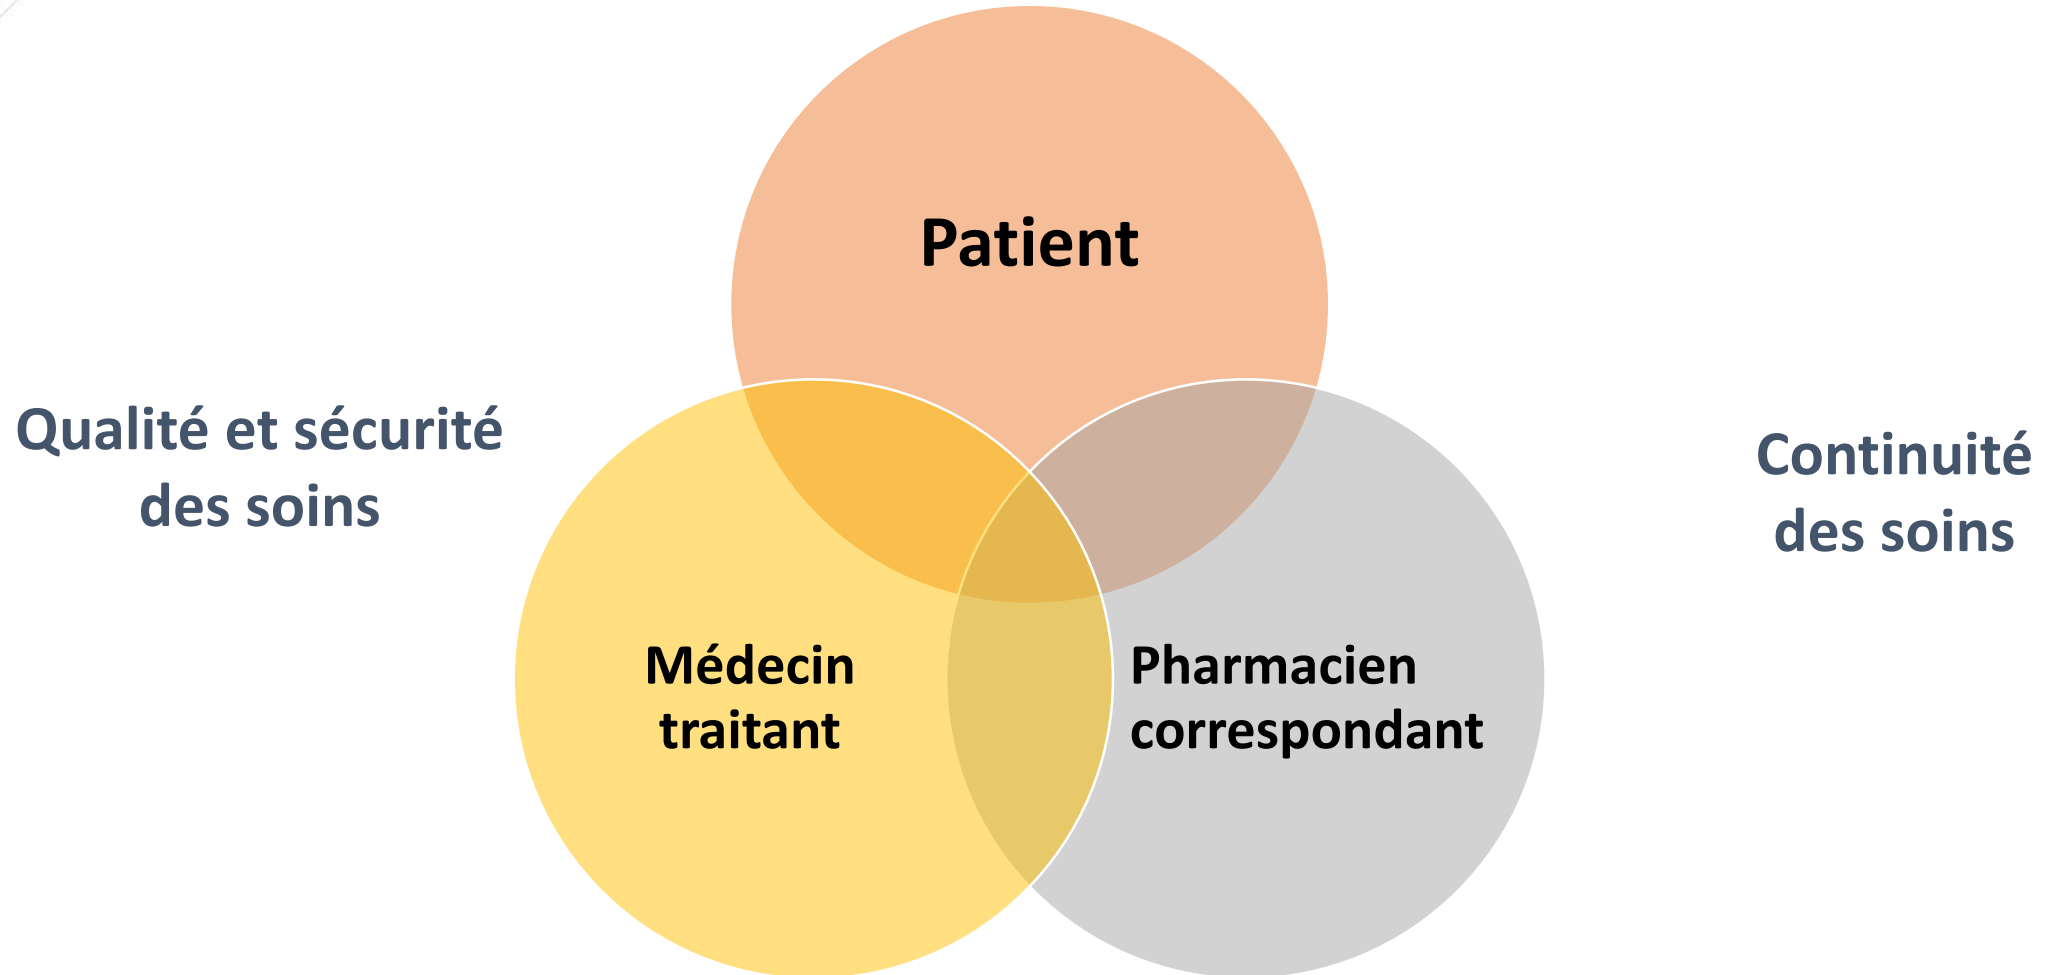 Patient
Qualité et sécurité
des soins
Continuité
des soins
Médecin
traitant
Pharmacien
correspondant